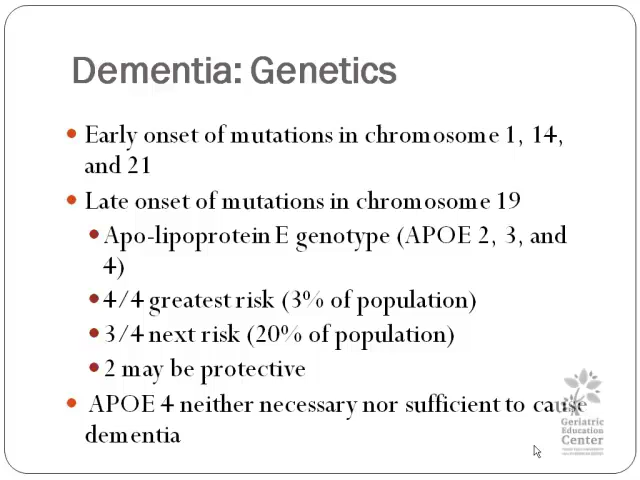 Dementia: Genetics
• Early onset of mutations in chromosome 1, 14,
and 21
• Late onset of mutations in chromosome 19
• Apo-lipoprotein E genotype (APOE 2, 3, and
4)
• 4/4 greatest risk (3% of population)
• 3/4 next risk (20% of population)
• 2 may be protective
• APOE 4 neither necessary nor sufficient to cause
dementia
Geriatric
Education
Center